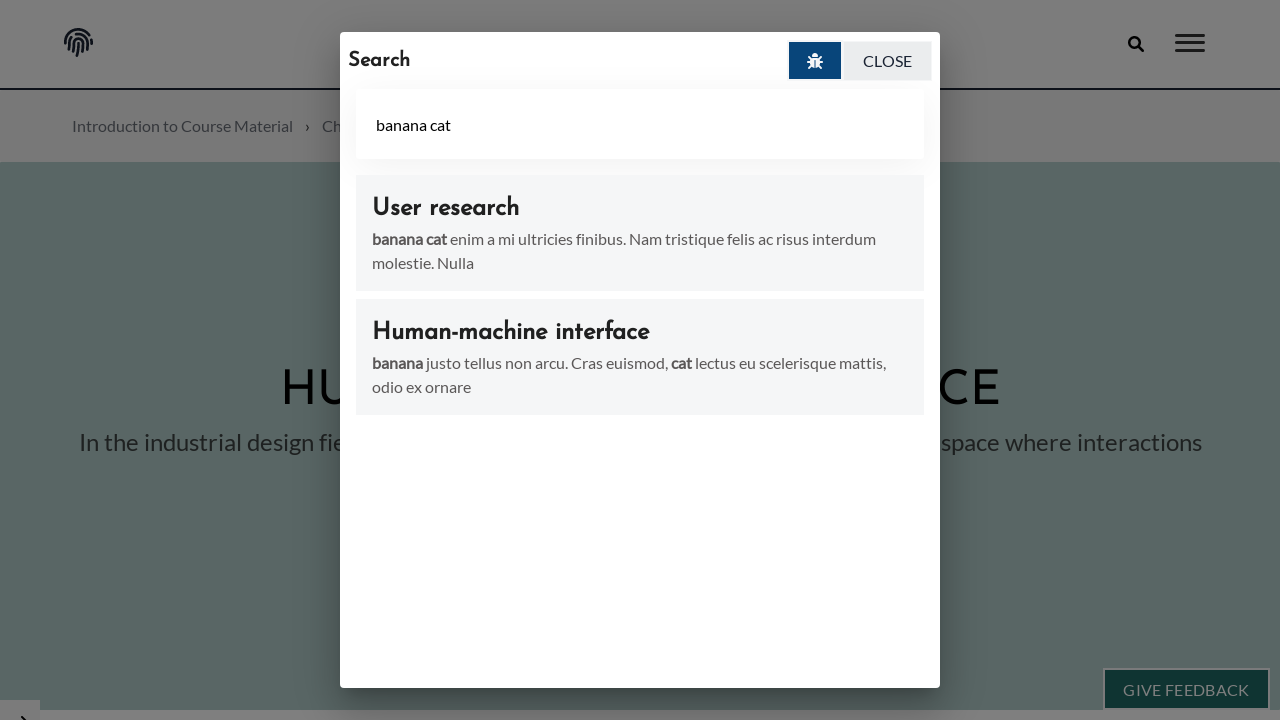 Search
CLOSE
banana cat
User research
banana cat enim a mi ultricies finibus. Nam tristique felis ac risus interdum
molestie. Nulla
Human-machine interface
banana justo tellus non arcu. Cras euismod, cat lectus eu scelerisque mattis,
odio ex ornare
Introduction to Course Material › Ch
HU CE
In the industrial design fie space where interactions
GIVE FEEDBACK